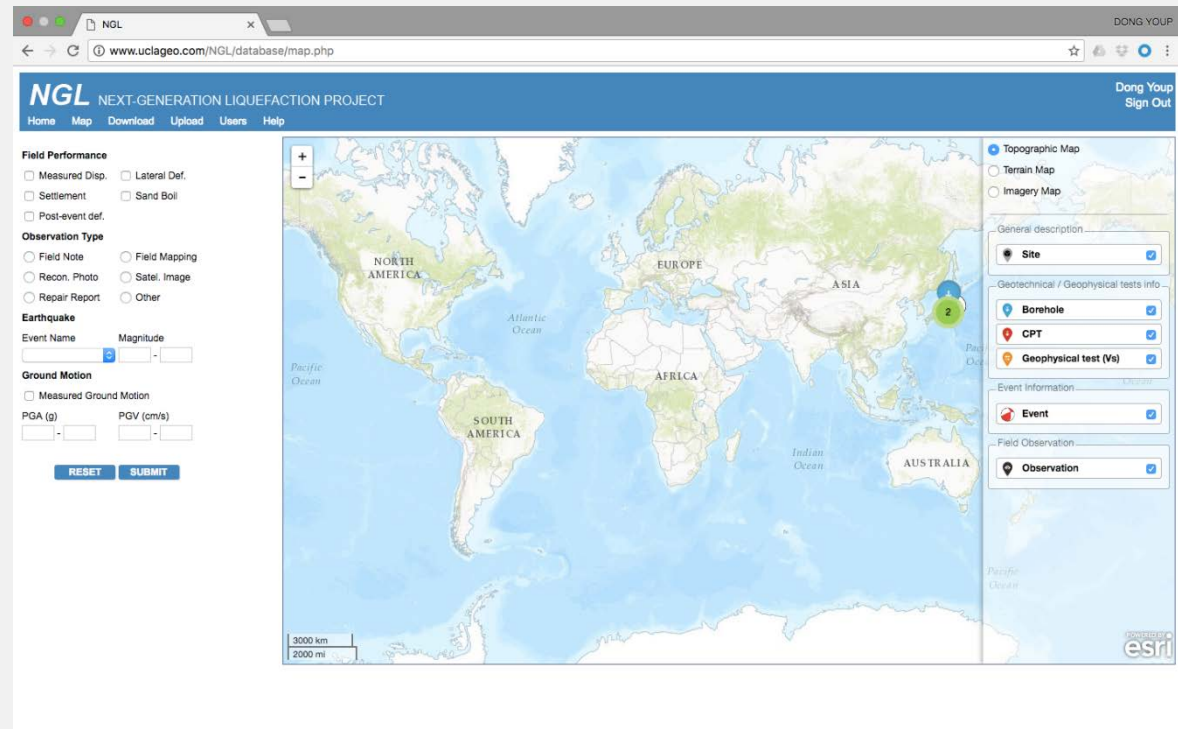 NGL
DONG YOUP
www.uclageo.com/NGL/database/map.php
NGL NEXT-GENERATION LIQUEFACTION PROJECT
Dong Youp
Sign Out
Home Map Download Upload Users Help
Field Performance
Measured Disp. Lateral Def.
Settlement Sand Boil
Post-event def.
Observation Type
Field Note Field Mapping
Recon. Photo Satel. Image
Repair Report Other
Earthquake
Event Name Magnitude
-
Ground Motion
Measured Ground Motion
PGA (g) PGV (cm/s)
- -
RESET SUBMIT
+
-
NORTH
AMERICA
EUROPE
ASIA
Atlantic
Ocean
Pacific
Ocean
AFRICA
SOUTH
AMERICA
Indian
Ocean
AUSTRALIA
2
3000 km
2000 mi
Topographic Map
Terrain Map
Imagery Map
General description
Site
Geotechnical / Geophysical tests info
Borehole
CPT
Geophysical test (Vs)
Event Information
Event
Field Observation
Observation
Pacific
Ocean
POWERED BY
esri